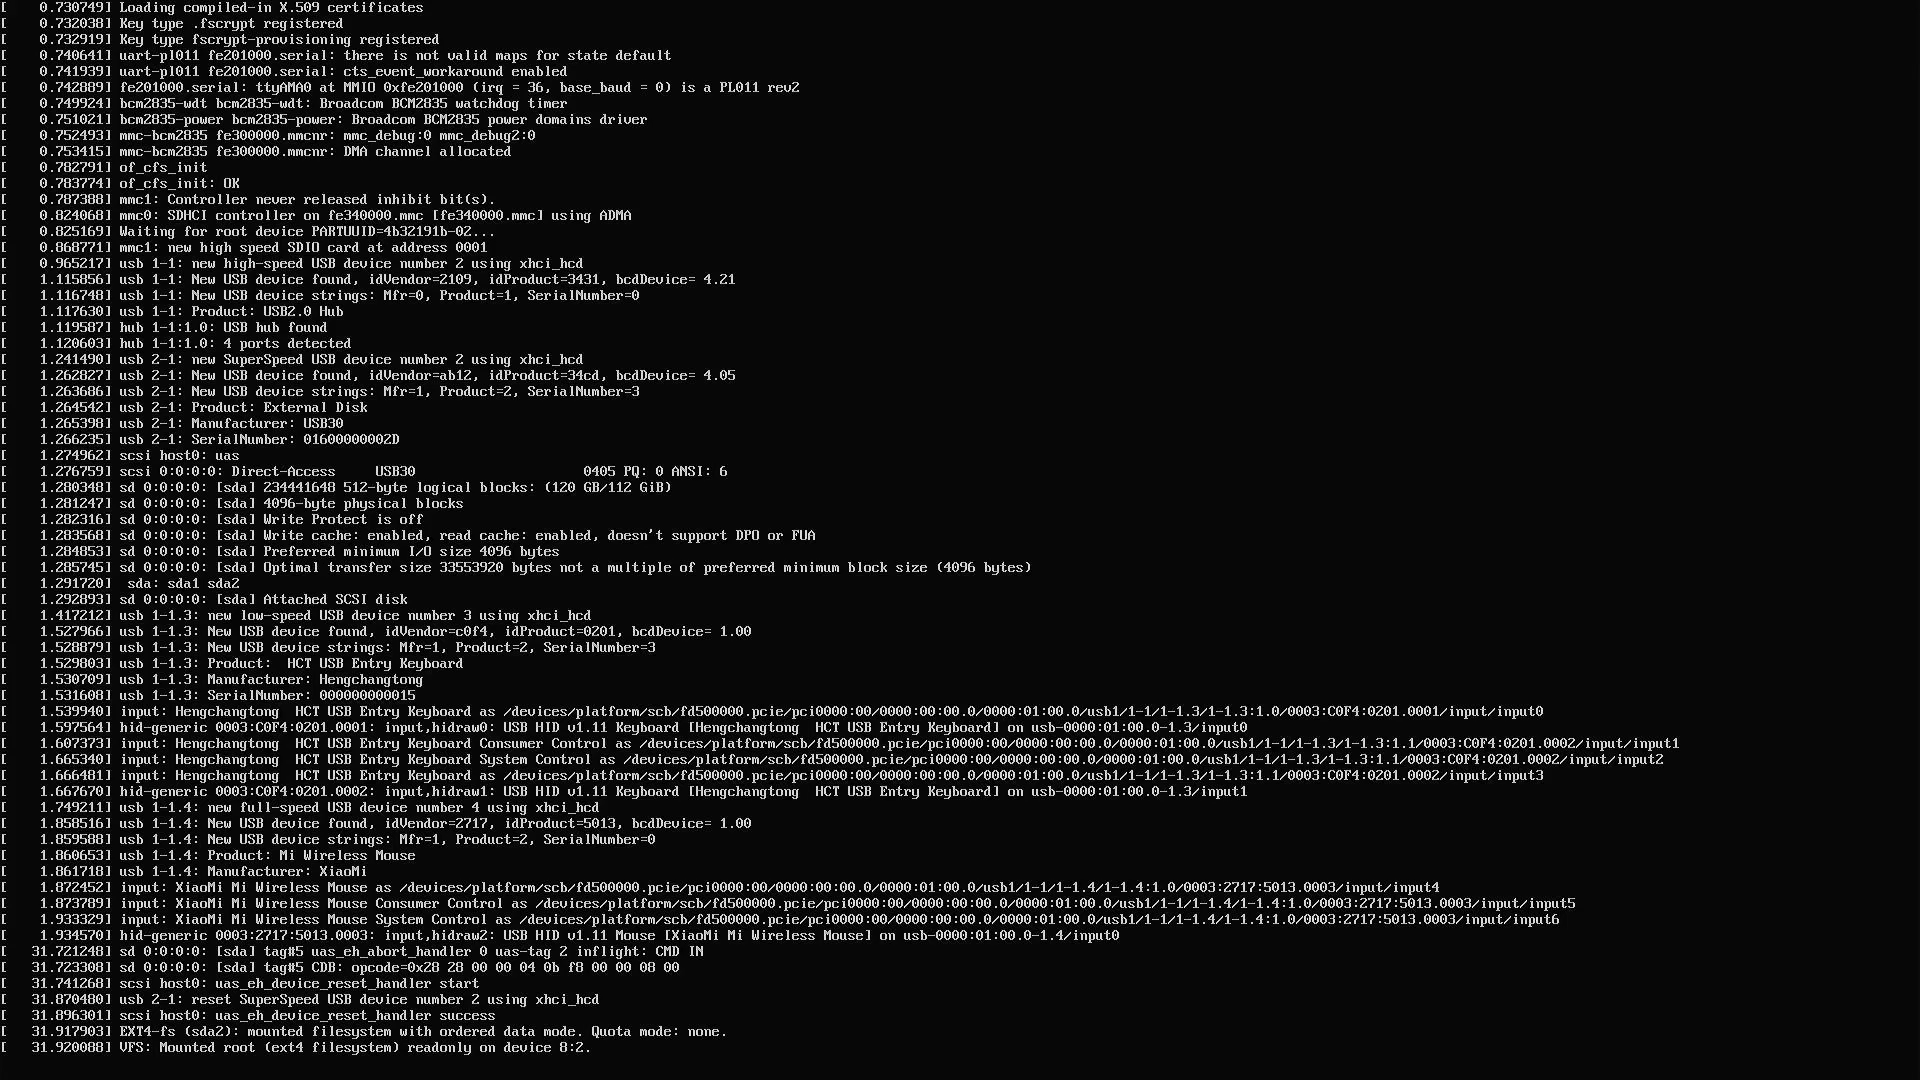 [    0.730749] Loading compiled-in X.509 certificates
[    0.732038] Key type .fscrypt registered
[    0.732919] Key type fscrypt-provisioning registered
[    0.740641] uart-pl011 fe201000.serial: there is not valid maps for state default
[    0.741939] uart-pl011 fe201000.serial: cts_event_workaround enabled
[    0.742889] fe201000.serial: ttyAMA0 at MMIO 0xfe201000 (irq = 36, base_baud = 0) is a PL011 rev2
[    0.749924] bcm2835-wdt bcm2835-wdt: Broadcom BCM2835 watchdog timer
[    0.751021] bcm2835-power bcm2835-power: Broadcom BCM2835 power domains driver
[    0.752493] mmc-bcm2835 fe300000.mmcnr: mmc_debug:0 mmc_debug2:0
[    0.753415] mmc-bcm2835 fe300000.mmcnr: DMA channel allocated
[    0.782791] of_cfs_init
[    0.783774] of_cfs_init: OK
[    0.787388] mmc1: Controller never released inhibit bit(s).
[    0.824068] mmc0: SDHCI controller on fe340000.mmc [fe340000.mmc] using ADMA
[    0.825169] Waiting for root device PARTUUID=4b32191b-02...
[    0.868771] mmc1: new high speed SDIO card at address 0001
[    0.965217] usb 1-1: new high-speed USB device number 2 using xhci_hcd
[    1.115856] usb 1-1: New USB device found, idVendor=2109, idProduct=3431, bcdDevice= 4.21
[    1.116748] usb 1-1: New USB device strings: Mfr=0, Product=1, SerialNumber=0
[    1.117630] usb 1-1: Product: USB2.0 Hub
[    1.119587] hub 1-1:1.0: USB hub found
[    1.120603] hub 1-1:1.0: 4 ports detected
[    1.241490] usb 2-1: new SuperSpeed USB device number 2 using xhci_hcd
[    1.262827] usb 2-1: New USB device found, idVendor=ab12, idProduct=34cd, bcdDevice= 4.05
[    1.263686] usb 2-1: New USB device strings: Mfr=1, Product=2, SerialNumber=3
[    1.264542] usb 2-1: Product: External Disk
[    1.265398] usb 2-1: Manufacturer: USB30
[    1.266235] usb 2-1: SerialNumber: 01600000002D
[    1.274962] scsi host0: uas
[    1.276759] scsi 0:0:0:0: Direct-Access     USB30                     0405 PQ: 0 ANSI: 6
[    1.280348] sd 0:0:0:0: [sda] 234441648 512-byte logical blocks: (120 GB/112 GiB)
[    1.281247] sd 0:0:0:0: [sda] 4096-byte physical blocks
[    1.282316] sd 0:0:0:0: [sda] Write Protect is off
[    1.283568] sd 0:0:0:0: [sda] Write cache: enabled, read cache: enabled, doesn't support DPO or FUA
[    1.284853] sd 0:0:0:0: [sda] Preferred minimum I/O size 4096 bytes
[    1.285745] sd 0:0:0:0: [sda] Optimal transfer size 33553920 bytes not a multiple of preferred minimum block size (4096 bytes)
[    1.291720]  sda: sda1 sda2
[    1.292893] sd 0:0:0:0: [sda] Attached SCSI disk
[    1.417212] usb 1-1.3: new low-speed USB device number 3 using xhci_hcd
[    1.527966] usb 1-1.3: New USB device found, idVendor=c0f4, idProduct=0201, bcdDevice= 1.00
[    1.528879] usb 1-1.3: New USB device strings: Mfr=1, Product=2, SerialNumber=3
[    1.529803] usb 1-1.3: Product:  HCT USB Entry Keyboard
[    1.530709] usb 1-1.3: Manufacturer: Hengchangtong
[    1.531608] usb 1-1.3: SerialNumber: 000000000015
[    1.539940] input: Hengchangtong  HCT USB Entry Keyboard as /devices/platform/scb/fd500000.pcie/pci0000:00/0000:00:00.0/0000:01:00.0/usb1/1-1/1-1.3/1-1.3:1.0/0003:C0F4:0201.0001/input/input0
[    1.597564] hid-generic 0003:C0F4:0201.0001: input,hidraw0: USB HID v1.11 Keyboard [Hengchangtong  HCT USB Entry Keyboard] on usb-0000:01:00.0-1.3/input0
[    1.607373] input: Hengchangtong  HCT USB Entry Keyboard Consumer Control as /devices/platform/scb/fd500000.pcie/pci0000:00/0000:00:00.0/0000:01:00.0/usb1/1-1/1-1.3/1-1.3:1.1/0003:C0F4:0201.0002/input/input1
[    1.665340] input: Hengchangtong  HCT USB Entry Keyboard System Control as /devices/platform/scb/fd500000.pcie/pci0000:00/0000:00:00.0/0000:01:00.0/usb1/1-1/1-1.3/1-1.3:1.1/0003:C0F4:0201.0002/input/input2
[    1.666481] input: Hengchangtong  HCT USB Entry Keyboard as /devices/platform/scb/fd500000.pcie/pci0000:00/0000:00:00.0/0000:01:00.0/usb1/1-1/1-1.3/1-1.3:1.1/0003:C0F4:0201.0002/input/input3
[    1.667670] hid-generic 0003:C0F4:0201.0002: input,hidraw1: USB HID v1.11 Keyboard [Hengchangtong  HCT USB Entry Keyboard] on usb-0000:01:00.0-1.3/input1
[    1.749211] usb 1-1.4: new full-speed USB device number 4 using xhci_hcd
[    1.858516] usb 1-1.4: New USB device found, idVendor=2717, idProduct=5013, bcdDevice= 1.00
[    1.859588] usb 1-1.4: New USB device strings: Mfr=1, Product=2, SerialNumber=0
[    1.860653] usb 1-1.4: Product: Mi Wireless Mouse
[    1.861718] usb 1-1.4: Manufacturer: XiaoMi
[    1.872452] input: XiaoMi Mi Wireless Mouse as /devices/platform/scb/fd500000.pcie/pci0000:00/0000:00:00.0/0000:01:00.0/usb1/1-1/1-1.4/1-1.4:1.0/0003:2717:5013.0003/input/input4
[    1.873789] input: XiaoMi Mi Wireless Mouse Consumer Control as /devices/platform/scb/fd500000.pcie/pci0000:00/0000:00:00.0/0000:01:00.0/usb1/1-1/1-1.4/1-1.4:1.0/0003:2717:5013.0003/input/input5
[    1.933329] input: XiaoMi Mi Wireless Mouse System Control as /devices/platform/scb/fd500000.pcie/pci0000:00/0000:00:00.0/0000:01:00.0/usb1/1-1/1-1.4/1-1.4:1.0/0003:2717:5013.0003/input/input6
[    1.934570] hid-generic 0003:2717:5013.0003: input,hidraw2: USB HID v1.11 Mouse [XiaoMi Mi Wireless Mouse] on usb-0000:01:00.0-1.4/input0
[   31.721248] sd 0:0:0:0: [sda] tag#5 uas_eh_abort_handler 0 uas-tag 2 inflight: CMD IN
[   31.723308] sd 0:0:0:0: [sda] tag#5 CDB: opcode=0x28 28 00 00 04 0b f8 00 00 08 00
[   31.741268] scsi host0: uas_eh_device_reset_handler start
[   31.870480] usb 2-1: reset SuperSpeed USB device number 2 using xhci_hcd
[   31.896301] scsi host0: uas_eh_device_reset_handler success
[   31.917903] EXT4-fs (sda2): mounted filesystem with ordered data mode. Quota mode: none.
[   31.920088] VFS: Mounted root (ext4 filesystem) readonly on device 8:2.